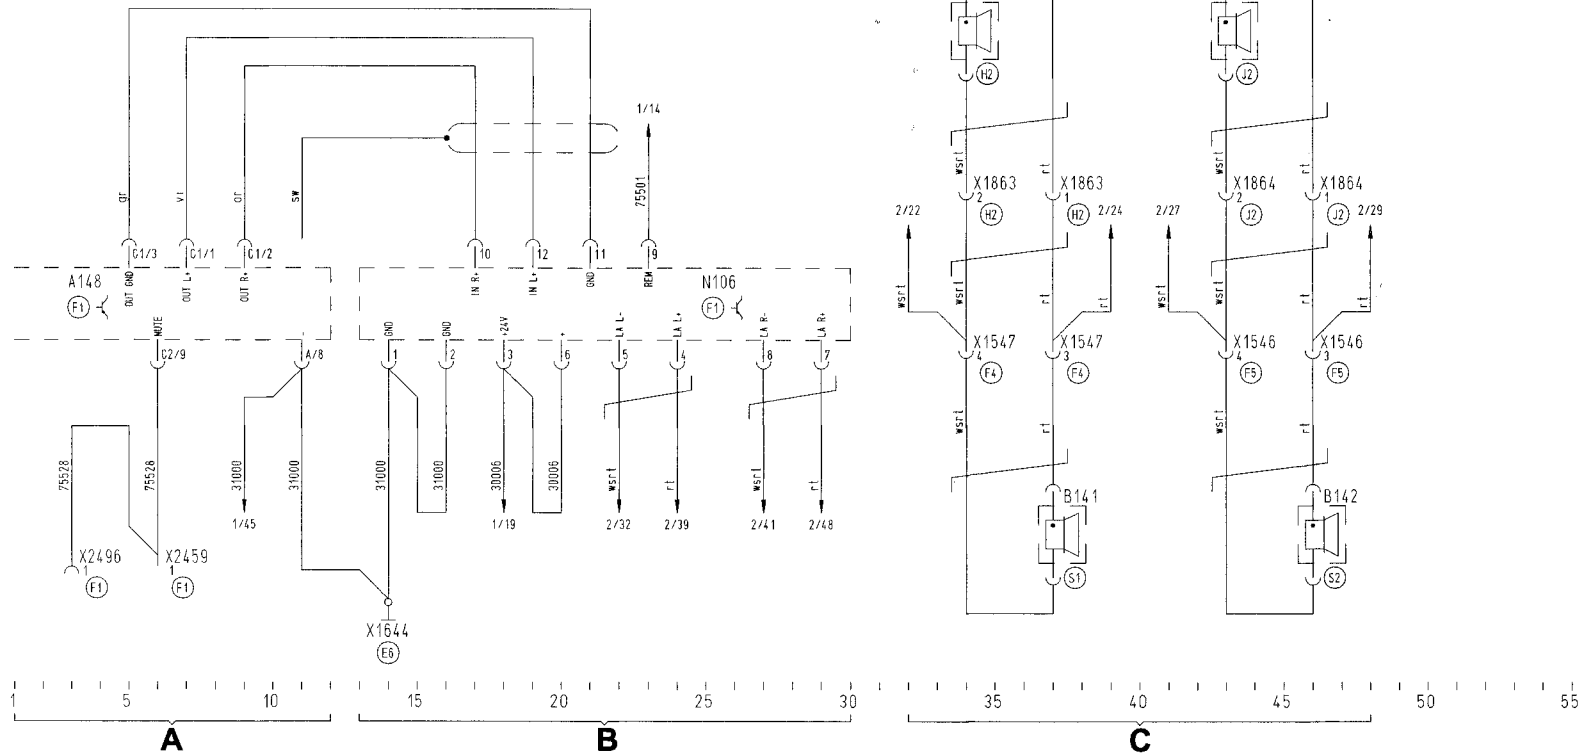 H2 J2
1/14
gr vi gr sw 75501 wsrt rt wsrt rt
X1863 X1863 X1864 X1864
2 1 2 1
H2 H2 J2 J2
2/22 2/24 2/27 2/29
C1/3 C1/1 C1/2 10 12 11 9
A148 OUT GND OUT L+ OUT R+ IN R+ IN L+ GND REM N106
F1 F1
wsrt wsrt rt rt wsrt wsrt rt rt
MUTE GND GND +24V + LA L- LA L+ LA R- LA R+
C2/9 A/8 1 2 3 6 5 4 8 7
X1547 X1547 X1546 X1546
4 3 4 3
F4 F4 F5 F5
wsrt rt wsrt rt
75528 75528 31000 31000 31000 31000 30006 30006 wsrt rt wsrt rt
B141 B142
1/45 1/19 2/32 2/39 2/41 2/48
X2496 X2459
1 1
F1 F1 S1 S2
X1644
E6
1 5 10 15 20 25 30 35 40 45 50 55
A B C